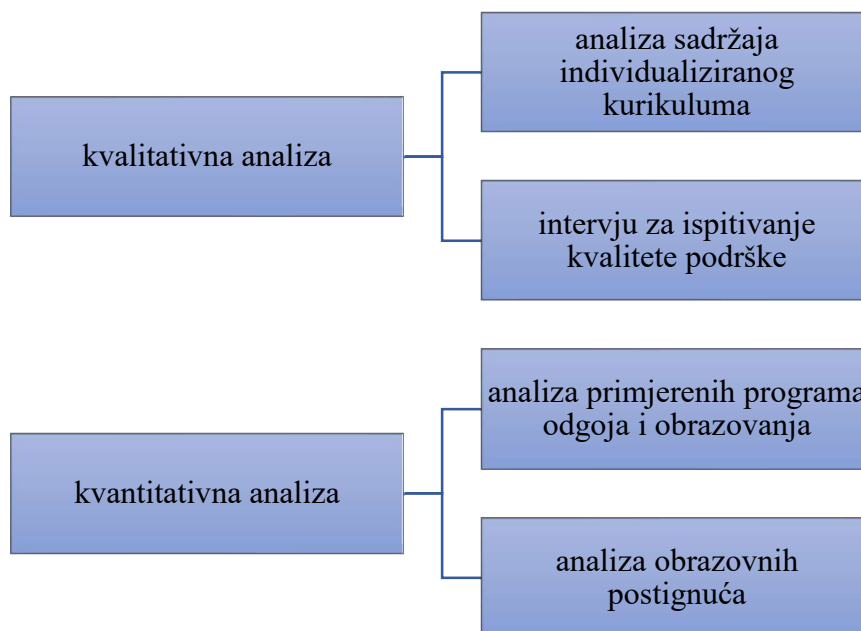 kvalitativna analiza
analiza sadržaja
individualiziranog
kurikuluma
intervju za ispitivanje
kvalitete podrške
kvantitativna analiza
analiza primjerenih programa
odgoja i obrazovanja
analiza obrazovnih
postignuća